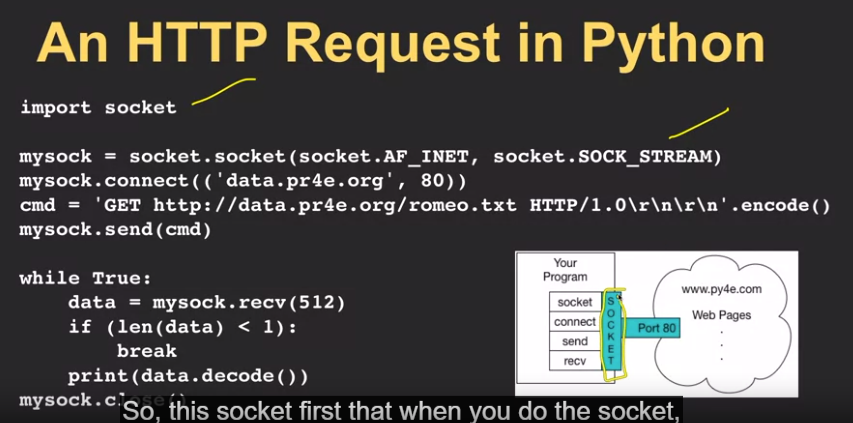 An HTTP Request in Python
import socket
mysock = socket.socket(socket.AF_INET, socket.SOCK_STREAM)
mysock.connect(('data.pr4e.org', 80))
cmd = 'GET http://data.pr4e.org/romeo.txt HTTP/1.0\r\n\r\n'.encode()
mysock.send(cmd)
while True:
    data = mysock.recv(512)
    if (len(data) < 1):
        break
    print(data.decode())
mysock.close()
Your
Program
socket
connect
send
recv
SOCKET
Port 80
www.py4e.com
Web Pages
.
.
.
So, this socket first that when you do the socket,